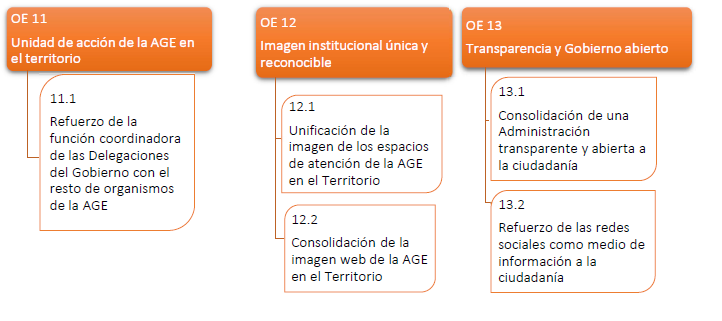 OE 11
Unidad de acción de la AGE en
el territorio
11.1
Refuerzo de la
función coordinadora
de las Delegaciones
del Gobierno con el
resto de organismos
de la AGE
OE 12
Imagen institucional única y
reconocible
12.1
Unificación de la
imagen de los espacios
de atención de la AGE
en el Territorio
12.2
Consolidación de la
imagen web de la AGE
en el Territorio
OE 13
Transparencia y Gobierno abierto
13.1
Consolidación de una
Administración
transparente y abierta a
la ciudadanía
13.2
Refuerzo de las redes
sociales como medio de
información a la
ciudadanía